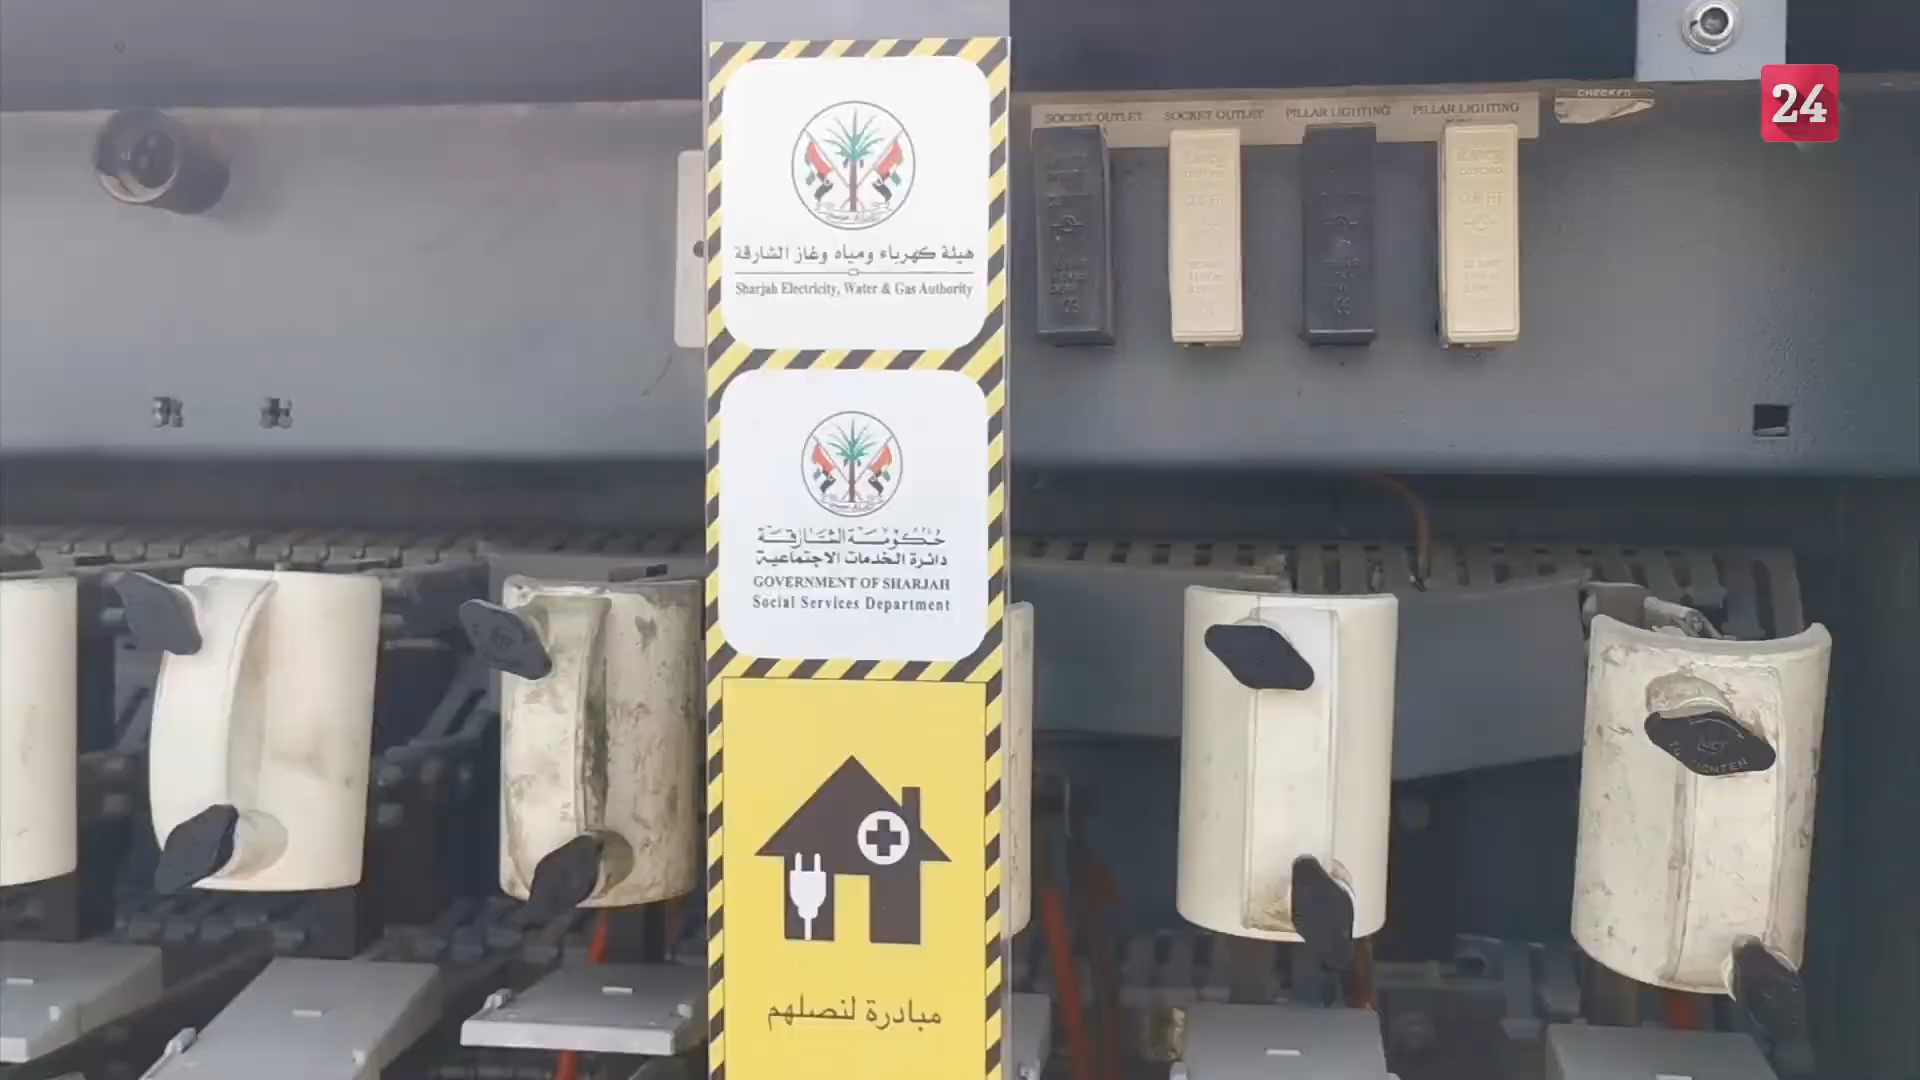 24
SOCKET OUTLET SOCKET OUTLET PILLAR LIGHTING PILLAR LIGHTING
CHECKED
هيئة كهرباء ومياه وغاز الشارقة
Sharjah Electricity, Water & Gas Authority
حكومة الشارقة
دائرة الخدمات الاجتماعية
GOVERNMENT OF SHARJAH
Social Services Department
TIGHTEN
مبادرة لنصلهم